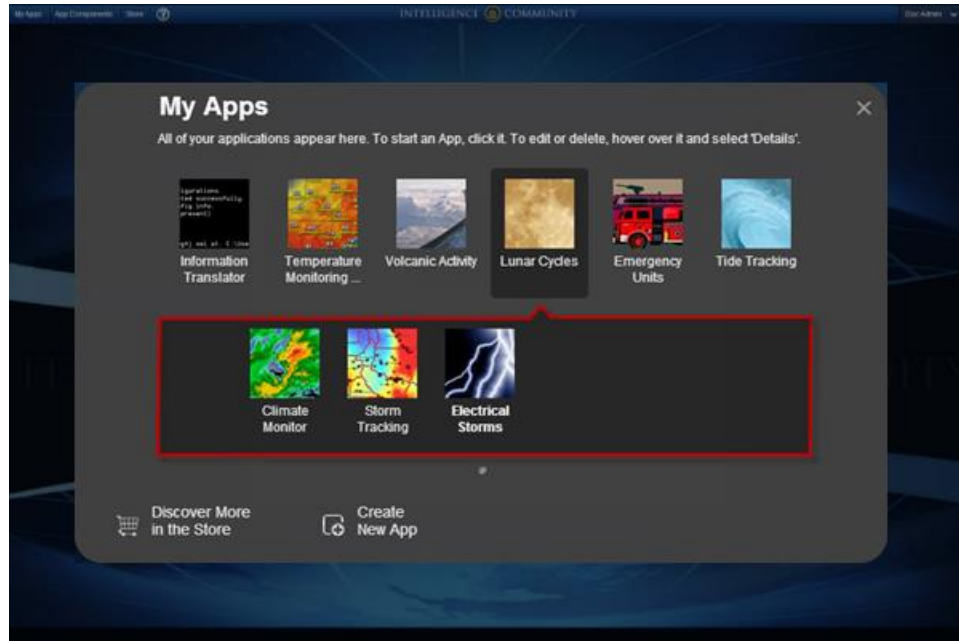 My Apps App Components Store ?
INTELLIGENCE COMMUNITY
My Apps
All of your applications appear here. To start an App, click it. To edit or delete, hover over it and select 'Details'.
Information
Translator
Temperature
Monitoring ...
Volcanic Activity
Lunar Cycles
Emergency
Units
Tide Tracking
Climate
Monitor
Storm
Tracking
Electrical
Storms
Discover More
in the Store
Create
New App